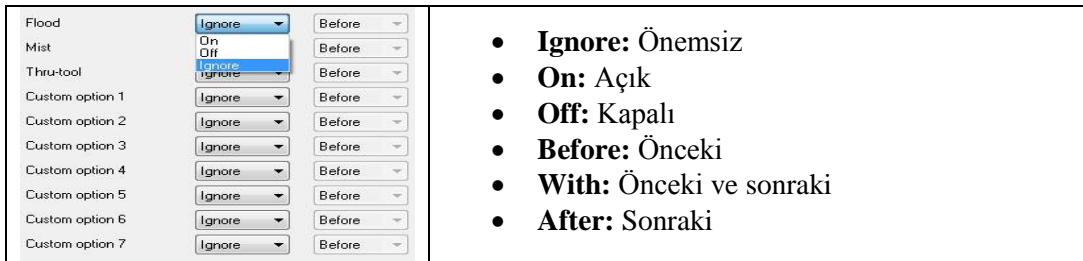 Flood Ignore Before
On
Off
Ignore
Mist Before
Thru-tool Ignore Before
Custom option 1 Ignore Before
Custom option 2 Ignore Before
Custom option 3 Ignore Before
Custom option 4 Ignore Before
Custom option 5 Ignore Before
Custom option 6 Ignore Before
Custom option 7 Ignore Before
• Ignore: Önemsiz
• On: Açık
• Off: Kapalı
• Before: Önceki
• With: Önceki ve sonraki
• After: Sonraki